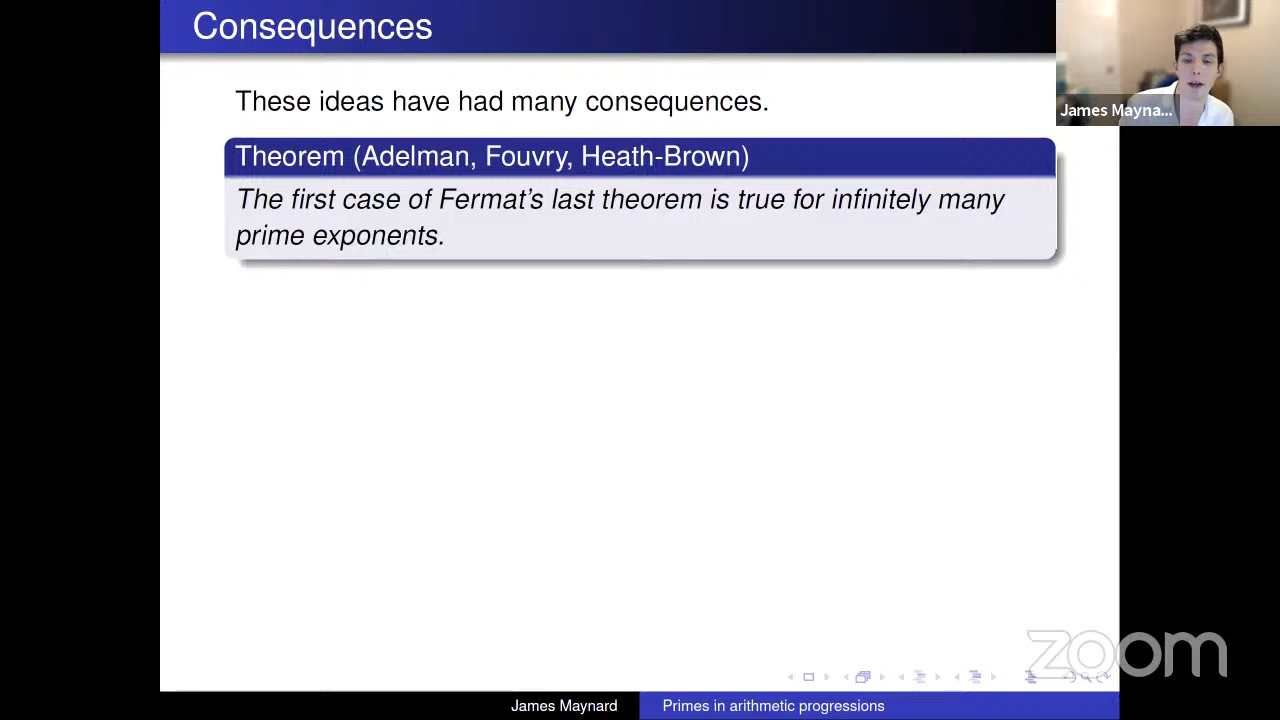 Consequences
James Mayna...
These ideas have had many consequences.
Theorem (Adelman, Fouvry, Heath-Brown)
The first case of Fermat's last theorem is true for infinitely many
prime exponents.
zoom
James Maynard
Primes in arithmetic progressions